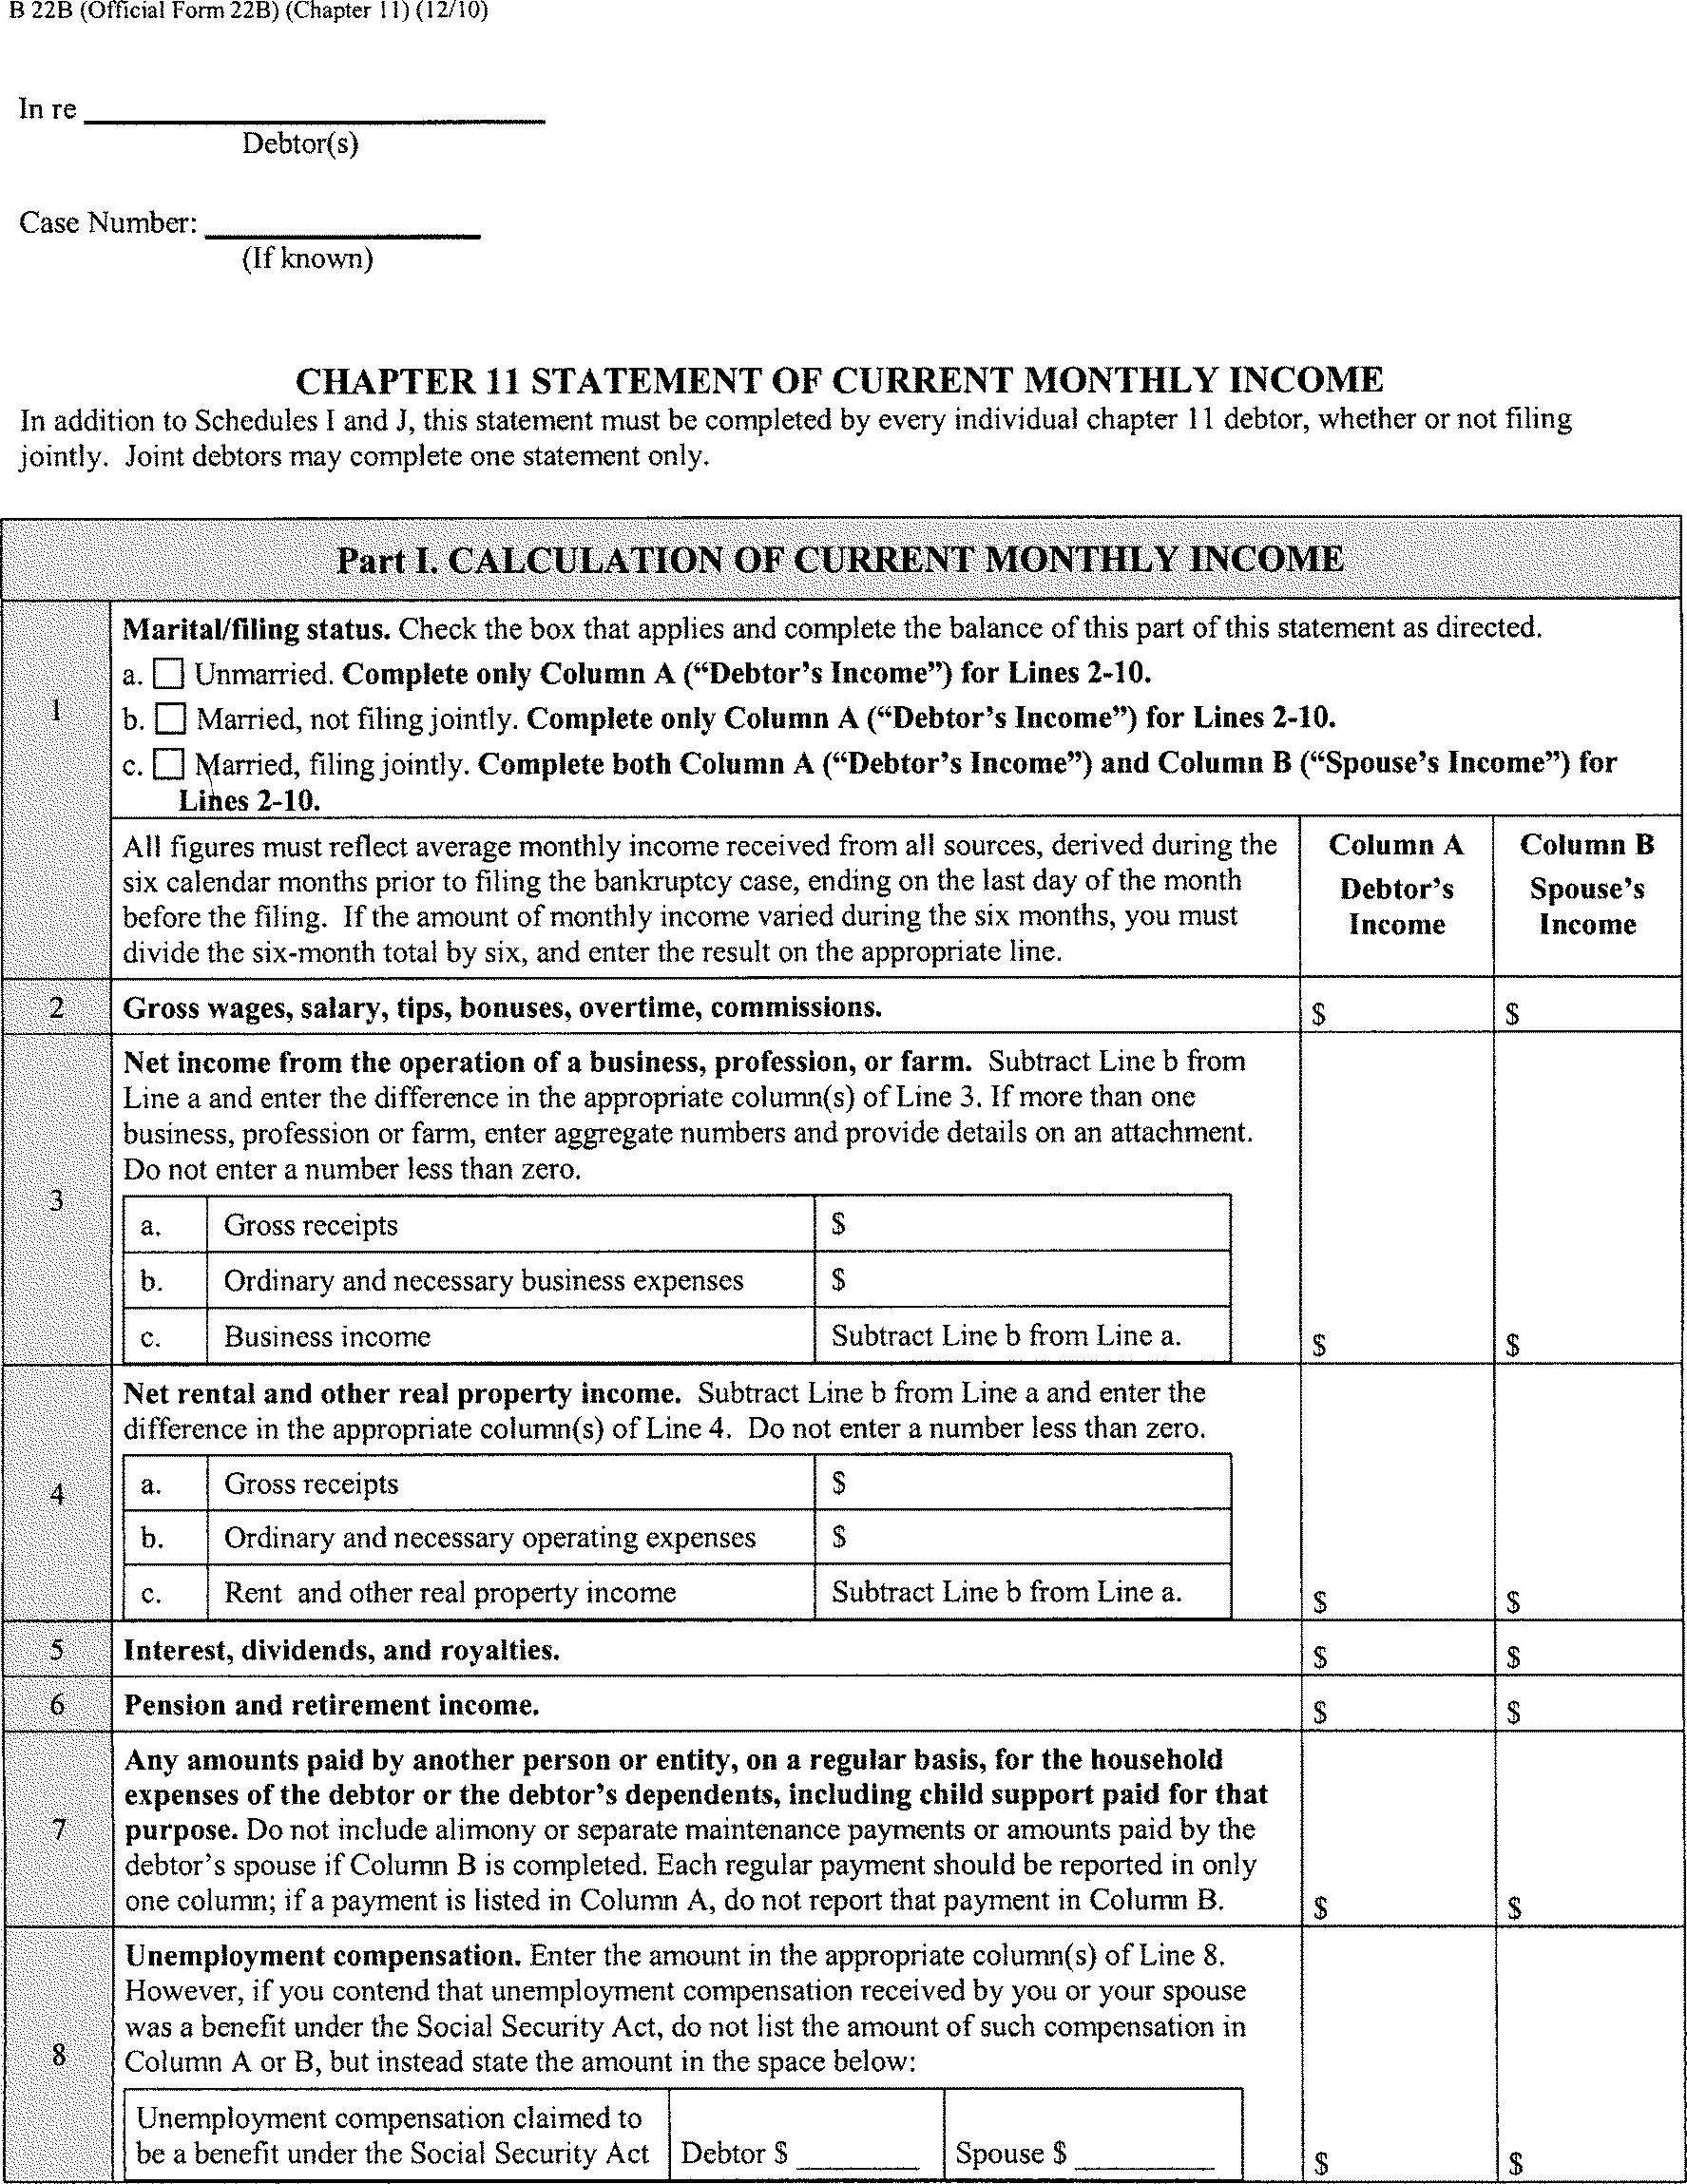 B 22B (Official Form 22B) (Chapter 11) (12/10)
In re
Debtor(s)
Case Number:
(If known)
CHAPTER 11 STATEMENT OF CURRENT MONTHLY INCOME
In addition to Schedules I and J, this statement must be completed by every individual chapter 11 debtor, whether or not filing
jointly. Joint debtors may complete one statement only.
Part I. CALCULATION OF CURRENT MONTHLY INCOME
1
Marital/filing status. Check the box that applies and complete the balance of this part of this statement as directed.
a. ☐ Unmarried. Complete only Column A (“Debtor’s Income”) for Lines 2-10.
b. ☐ Married, not filing jointly. Complete only Column A (“Debtor’s Income”) for Lines 2-10.
c. ☐ Married, filing jointly. Complete both Column A (“Debtor’s Income”) and Column B (“Spouse’s Income”) for
Lines 2-10.
All figures must reflect average monthly income received from all sources, derived during the
six calendar months prior to filing the bankruptcy case, ending on the last day of the month
before the filing. If the amount of monthly income varied during the six months, you must
divide the six-month total by six, and enter the result on the appropriate line.
Column A
Debtor’s
Income
Column B
Spouse’s
Income
2 Gross wages, salary, tips, bonuses, overtime, commissions. $ $
3
Net income from the operation of a business, profession, or farm. Subtract Line b from
Line a and enter the difference in the appropriate column(s) of Line 3. If more than one
business, profession or farm, enter aggregate numbers and provide details on an attachment.
Do not enter a number less than zero.
a. Gross receipts $
b. Ordinary and necessary business expenses $
c. Business income Subtract Line b from Line a. $ $
4
Net rental and other real property income. Subtract Line b from Line a and enter the
difference in the appropriate column(s) of Line 4. Do not enter a number less than zero.
a. Gross receipts $
b. Ordinary and necessary operating expenses $
c. Rent and other real property income Subtract Line b from Line a. $ $
5 Interest, dividends, and royalties. $ $
6 Pension and retirement income. $ $
7
Any amounts paid by another person or entity, on a regular basis, for the household
expenses of the debtor or the debtor’s dependents, including child support paid for that
purpose. Do not include alimony or separate maintenance payments or amounts paid by the
debtor’s spouse if Column B is completed. Each regular payment should be reported in only
one column; if a payment is listed in Column A, do not report that payment in Column B. $ $
8
Unemployment compensation. Enter the amount in the appropriate column(s) of Line 8.
However, if you contend that unemployment compensation received by you or your spouse
was a benefit under the Social Security Act, do not list the amount of such compensation in
Column A or B, but instead state the amount in the space below:
Unemployment compensation claimed to
be a benefit under the Social Security Act Debtor $ Spouse $ $ $